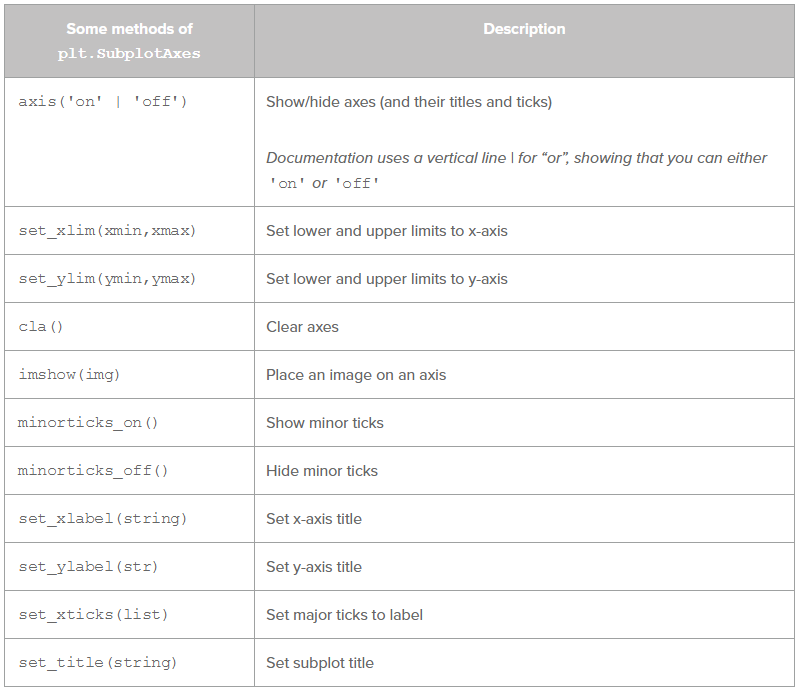 Some methods of
plt.SubplotAxes
Description
axis('on' | 'off')
Show/hide axes (and their titles and ticks)
Documentation uses a vertical line | for “or”, showing that you can either
'on' or 'off'
set_xlim(xmin,xmax)
Set lower and upper limits to x-axis
set_ylim(ymin,ymax)
Set lower and upper limits to y-axis
cla()
Clear axes
imshow(img)
Place an image on an axis
minorticks_on()
Show minor ticks
minorticks_off()
Hide minor ticks
set_xlabel(string)
Set x-axis title
set_ylabel(str)
Set y-axis title
set_xticks(list)
Set major ticks to label
set_title(string)
Set subplot title